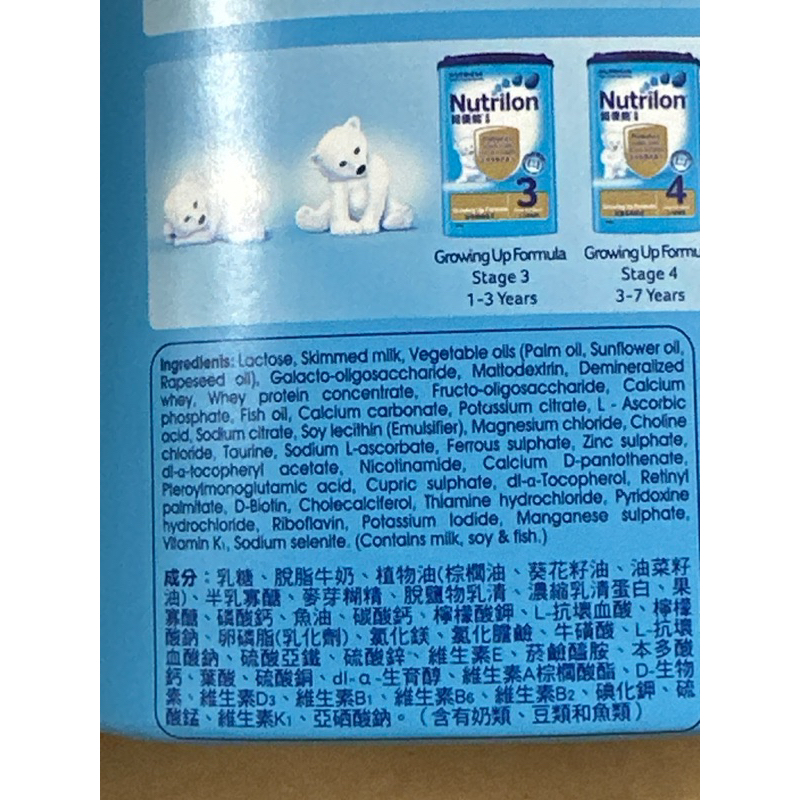 Nutrilon
Nutrilon
3
4
Growing Up Formula
Stage 3
1-3 Years
Growing Up Formu
Stage 4
3-7 Years
Ingredients: Lactose, Skimmed milk, Vegetable oils (Palm oil, Sunflower oil,
Rapeseed oil), Galacto-oligosaccharide, Maltodextrin, Demineralized
whey, Whey protein concentrate, Fructo-oligosaccharide, Calcium
phosphate, Fish oil, Calcium carbonate, Potassium citrate, L - Ascorbic
acid, Sodium citrate, Soy lecithin (Emulsifier), Magnesium chloride, Choline
chloride, Taurine, Sodium L-ascorbate, Ferrous sulphate, Zinc sulphate,
dl-α-tocopheryl acetate, Nicotinamide, Calcium D-pantothenate,
Pteroylmonoglutamic acid, Cupric sulphate, dl-α-Tocopherol, Retinyl
palmitate, D-Biotin, Cholecalciferol, Thiamine hydrochloride, Pyridoxine
hydrochloride, Riboflavin, Potassium Iodide, Manganese sulphate,
Vitamin K₁, Sodium selenite. (Contains milk, soy & fish.)
成分：乳糖、脫脂牛奶、植物油(棕櫚油、葵花籽油、油菜籽
油)、半乳寡醣、麥芽糊精、脫鹽物乳清、濃縮乳清蛋白、果
寡醣、磷酸鈣、魚油、碳酸鈣、檸檬酸鉀、L-抗壞血酸、檸檬
酸鈉、卵磷脂(乳化劑)、氯化鎂、氯化膽鹼、牛磺酸、L-抗壞
血酸鈉、硫酸亞鐵、硫酸鋅、維生素E、菸鹼醯胺、本多酸
鈣、葉酸、硫酸銅、dl-α-生育醇、維生素A棕櫚酸酯、D-生物
素、維生素D₃、維生素B₁、維生素B₆、維生素B₂、碘化鉀、硫
酸錳、維生素K₁、亞硒酸鈉。（含有奶類、豆類和魚類）